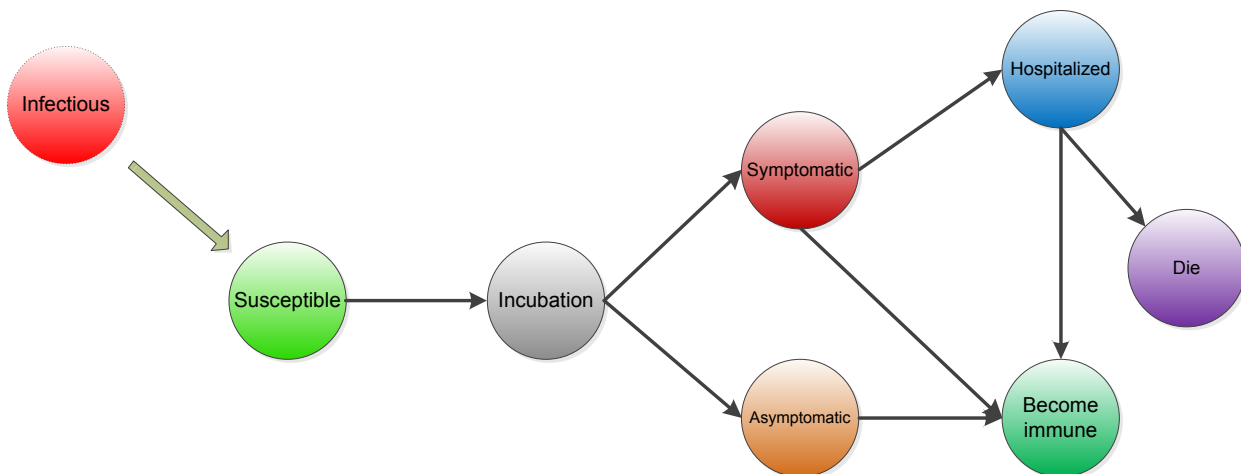 Infectious
Susceptible
Incubation
Symptomatic
Asymptomatic
Hospitalized
Die
Become
immune